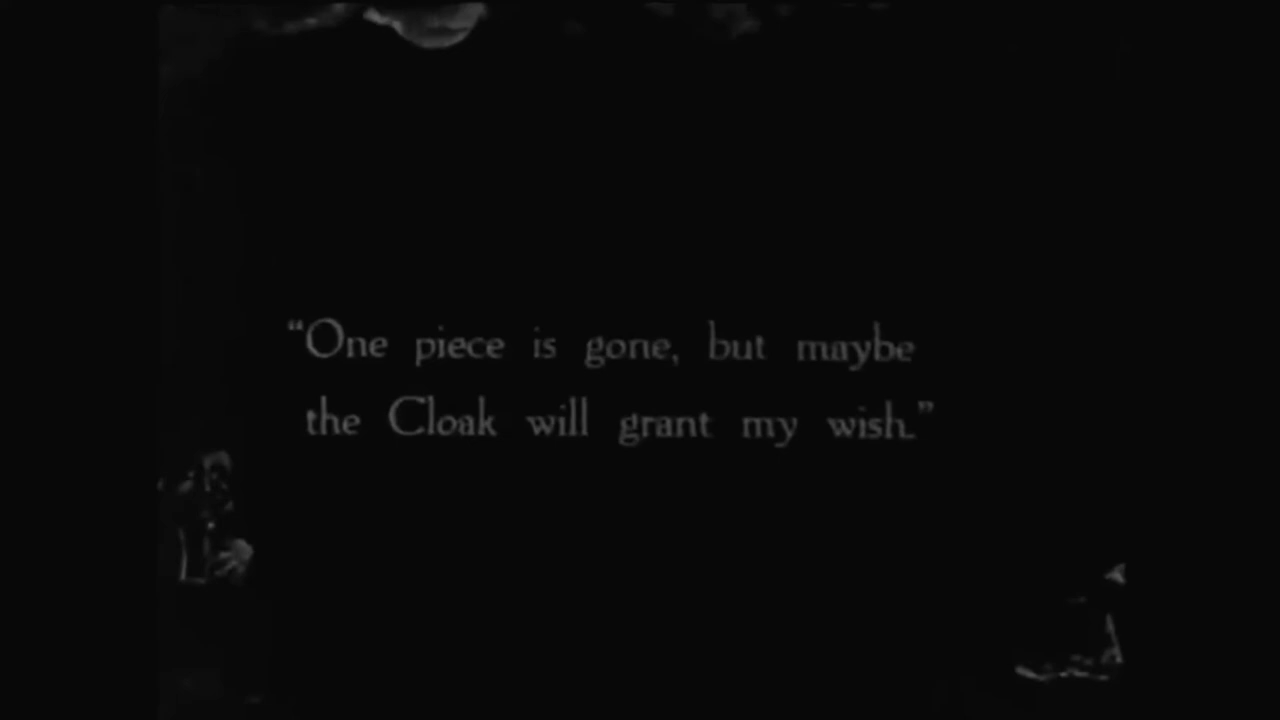 “One piece is gone, but maybe
the Cloak will grant my wish.”